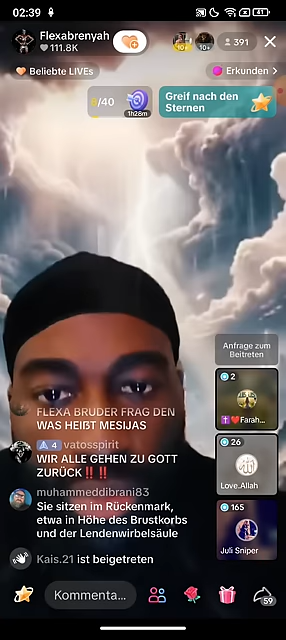 02:39
41
Flexabrenyah
111.8K
10+
10+
391
Beliebte LIVEs
Erkunden >
/40
1h28m
Greif nach den
Sternen
Anfrage zum
Beitreten
2
Farah...
26
Love.Allah
165
Juli Sniper
FLEXA BRUDER FRAG DEN
WAS HEIẞT MESIJAS
4 vatosspirit
WIR ALLE GEHEN ZU GOTT
ZURÜCK‼️‼️
muhammeddibrani83
Sie sitzen im Rückenmark,
etwa in Höhe des Brustkorbs
und der Lendenwirbelsäule
Kais.21 ist beigetreten
Kommenta...
59